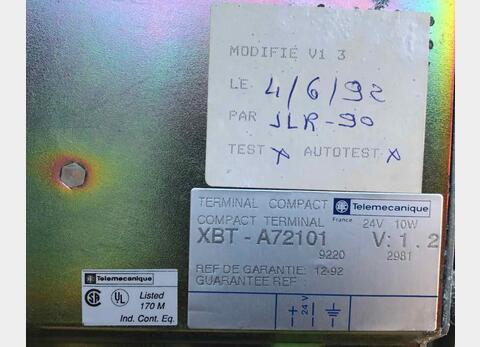 MODIFIÉ V1 3
LE 4/6/92
PAR JLR-90
TEST X AUTOTEST X
TERMINAL COMPACT Telemecanique
COMPACT TERMINAL France 24V 10W
XBT - A72101 V: 1.2
9220 2981
REF DE GARANTIE: 12-92
GUARANTEE REF :
24 V
Telemecanique
SA UL Listed
170 M
Ind. Cont. Eq.